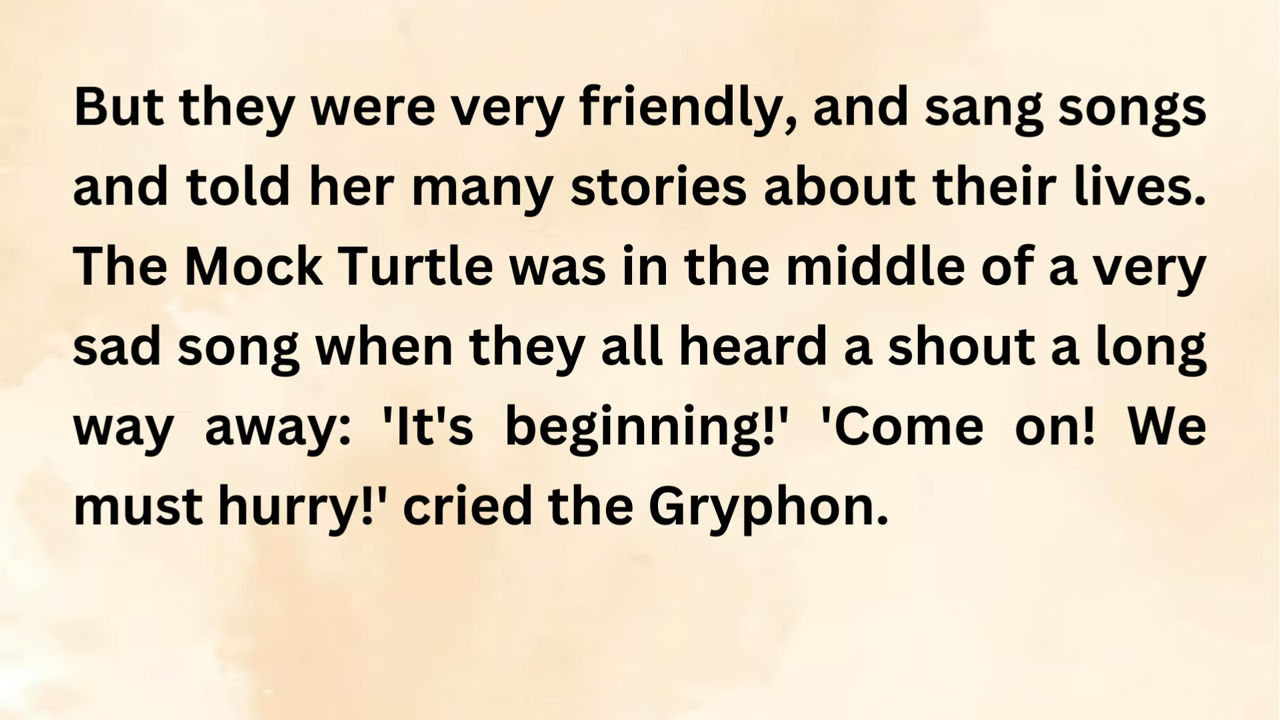 But they were very friendly, and sang songs
and told her many stories about their lives.
The Mock Turtle was in the middle of a very
sad song when they all heard a shout a long
way away: 'It's beginning!' 'Come on! We
must hurry!' cried the Gryphon.